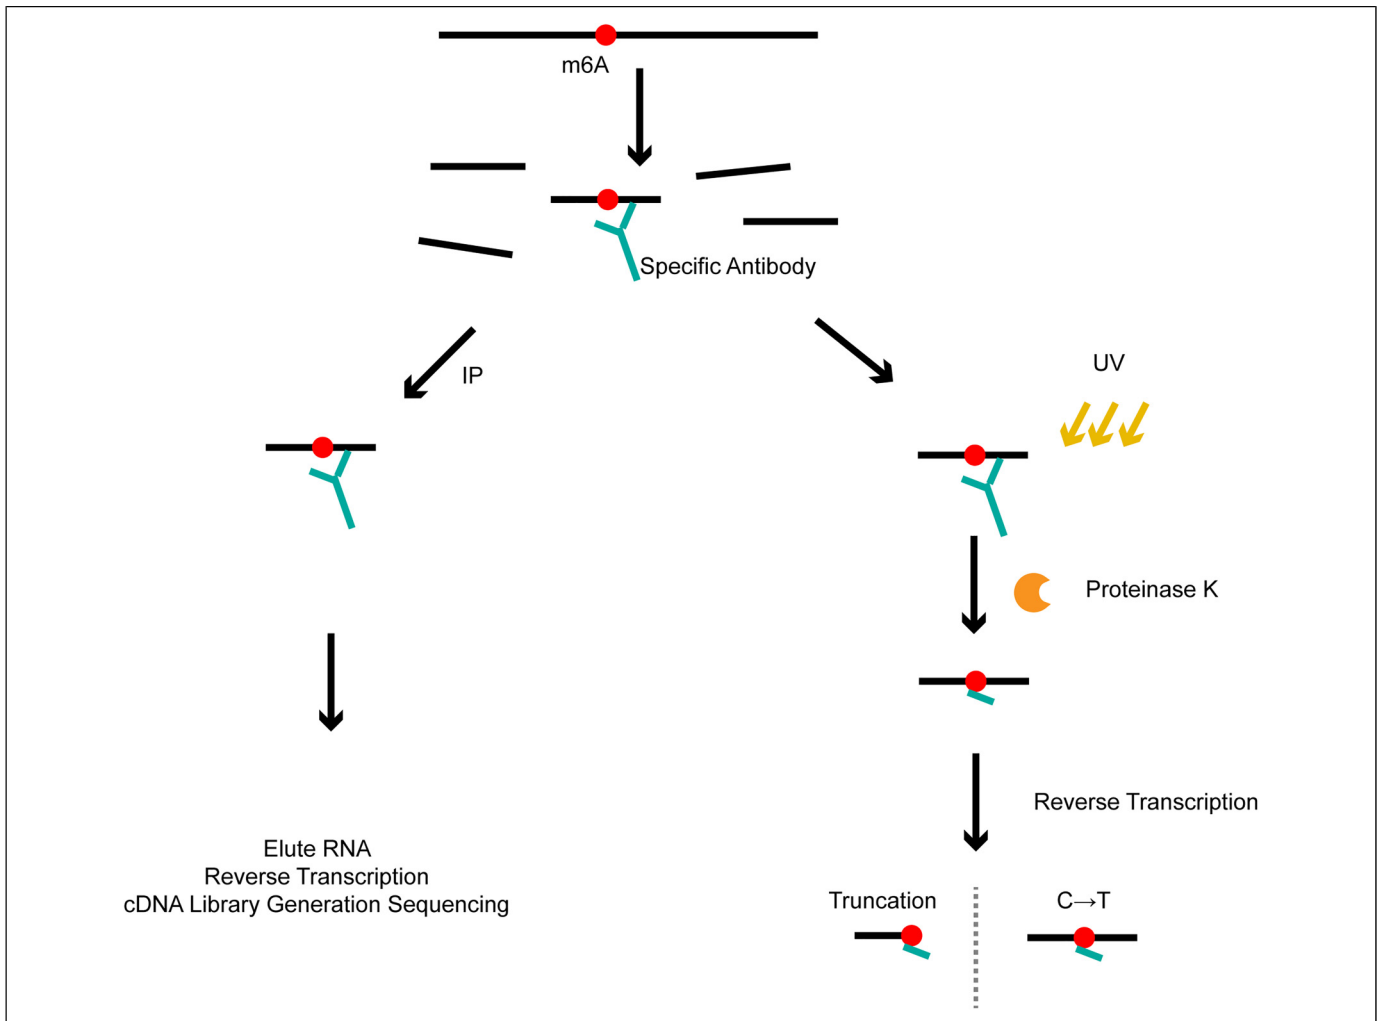 m6A
Specific Antibody
IP
UV
Proteinase K
Reverse Transcription
Elute RNA
Reverse Transcription
cDNA Library Generation Sequencing
Truncation
C→T